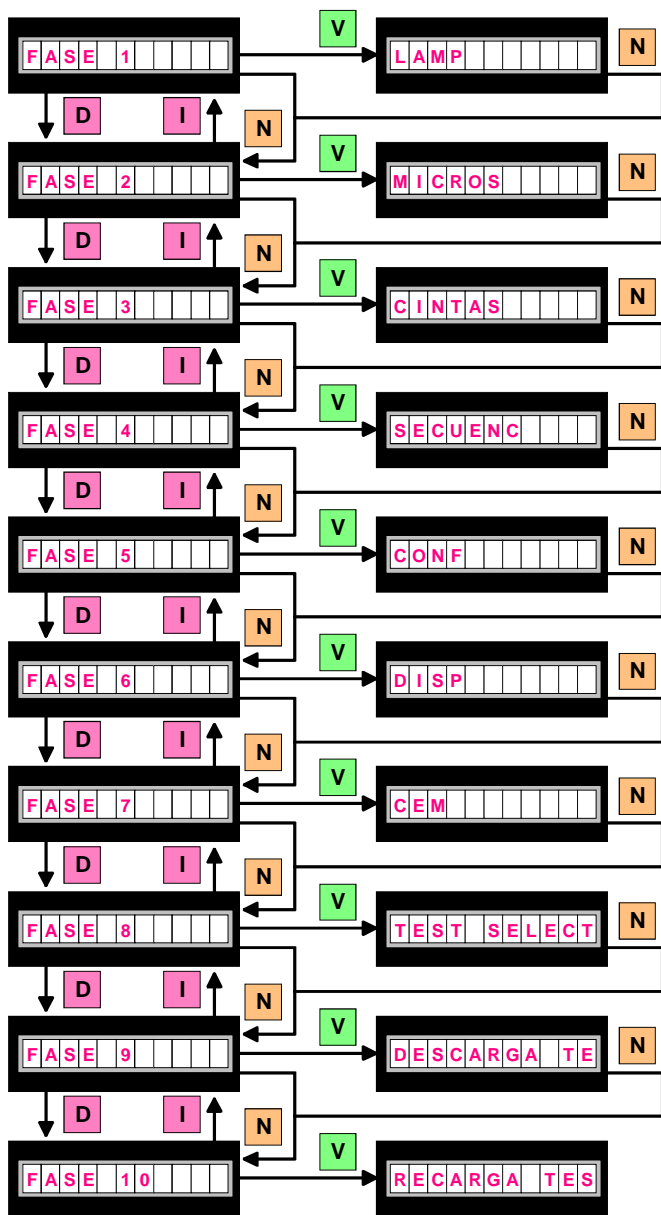 V
FASE 1 LAMP N
D I N V
FASE 2 MICROS N
D I N V
FASE 3 CINTAS N
D I N V
FASE 4 SECUENC N
D I N V
FASE 5 CONF N
D I N V
FASE 6 DISP N
D I N V
FASE 7 CEM N
D I N V
FASE 8 TEST SELECT N
D I N V
FASE 9 DESCARGA TE N
D I N V
FASE 10 RECARGA TES